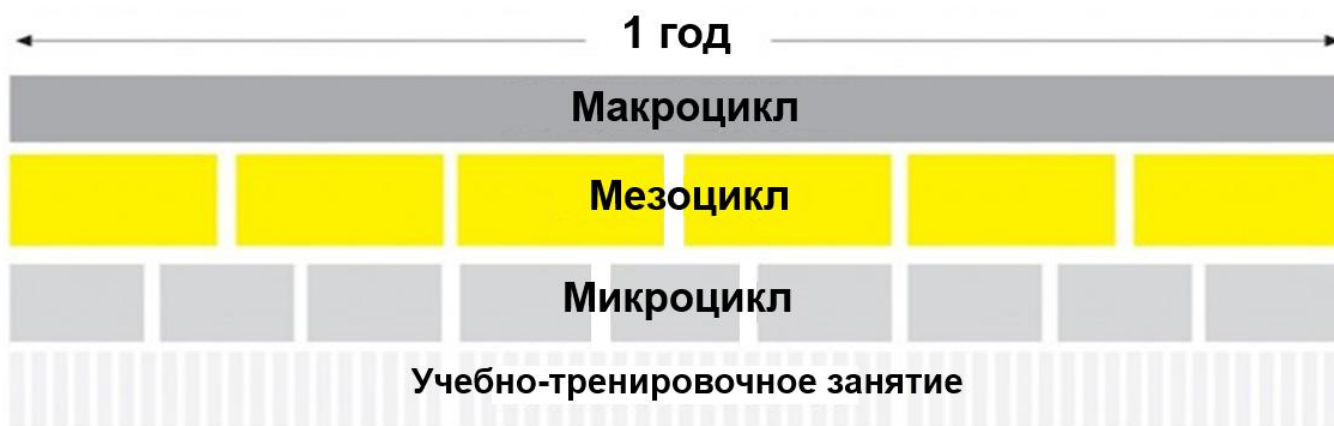 1 год
Макроцикл
Мезоцикл
Микроцикл
Учебно-тренировочное занятие